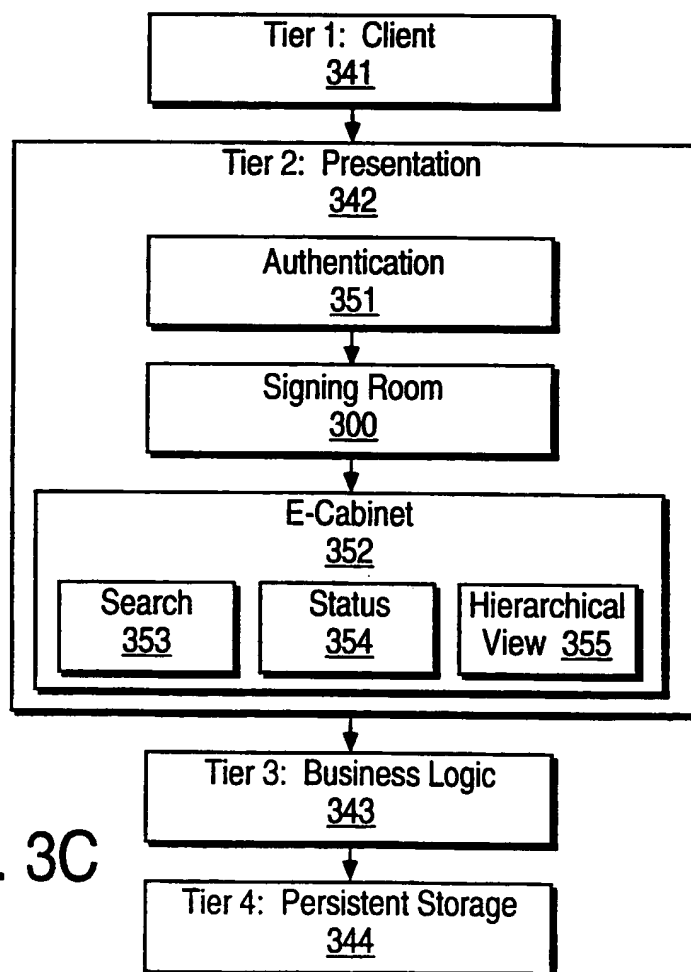 Tier 1: Client
341
Tier 2: Presentation
342
Authentication
351
Signing Room
300
E-Cabinet
352
Search
353
Status
354
Hierarchical
View 355
Tier 3: Business Logic
343
. 3C
Tier 4: Persistent Storage
344